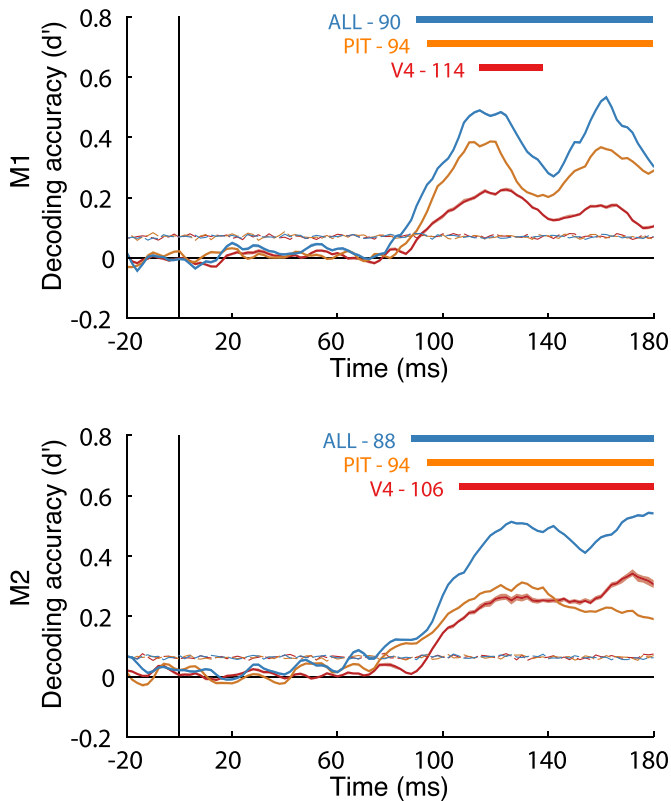 ALL - 90
PIT - 94
V4 - 114
0.8
0.6
0.4
0.2
0
-0.2
M1
Decoding accuracy (d')
-20 20 60 100 140 180
Time (ms)
ALL - 88
PIT - 94
V4 - 106
0.8
0.6
0.4
0.2
0
-0.2
M2
Decoding accuracy (d')
-20 20 60 100 140 180
Time (ms)